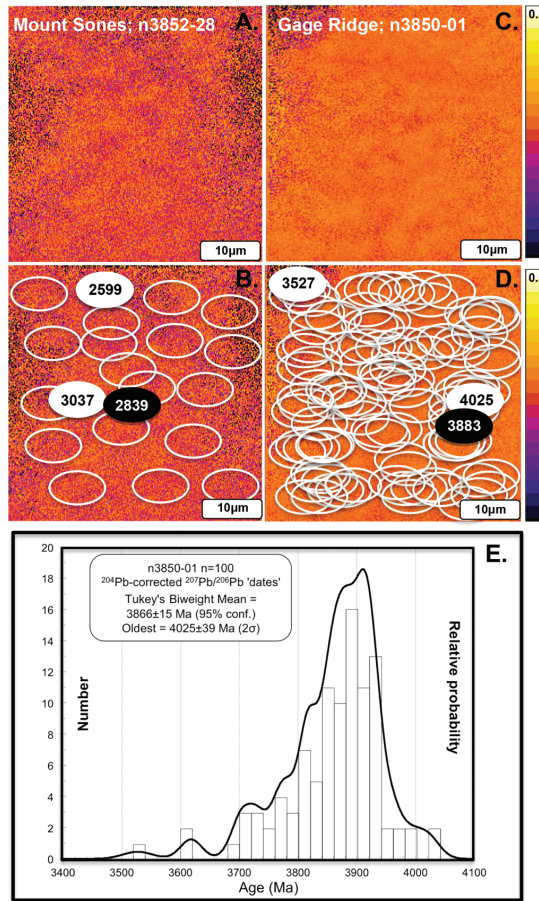 Mount Sones; n3852-28 A.
Gage Ridge; n3850-01 C.
0.
10µm
10µm
B.
D.
0.
2599
3527
3037
2839
4025
3883
10µm
10µm
E.
20
18
16
14
12
10
8
6
4
2
0
n3850-01 n=100
²⁰⁴Pb-corrected ²⁰⁷Pb/²⁰⁶Pb 'dates'
Tukey's Biweight Mean =
3866±15 Ma (95% conf.)
Oldest = 4025±39 Ma (2σ)
Number
Relative probability
3400 3500 3600 3700 3800 3900 4000 4100
Age (Ma)